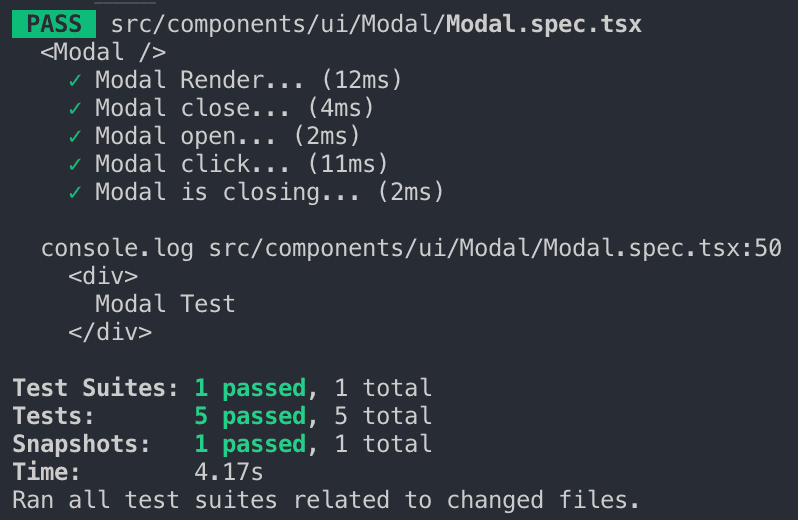 PASS src/components/ui/Modal/Modal.spec.tsx
<Modal />
✓ Modal Render... (12ms)
✓ Modal close... (4ms)
✓ Modal open... (2ms)
✓ Modal click... (11ms)
✓ Modal is closing... (2ms)
console.log src/components/ui/Modal/Modal.spec.tsx:50
<div>
Modal Test
</div>
Test Suites: 1 passed, 1 total
Tests: 5 passed, 5 total
Snapshots: 1 passed, 1 total
Time: 4.17s
Ran all test suites related to changed files.